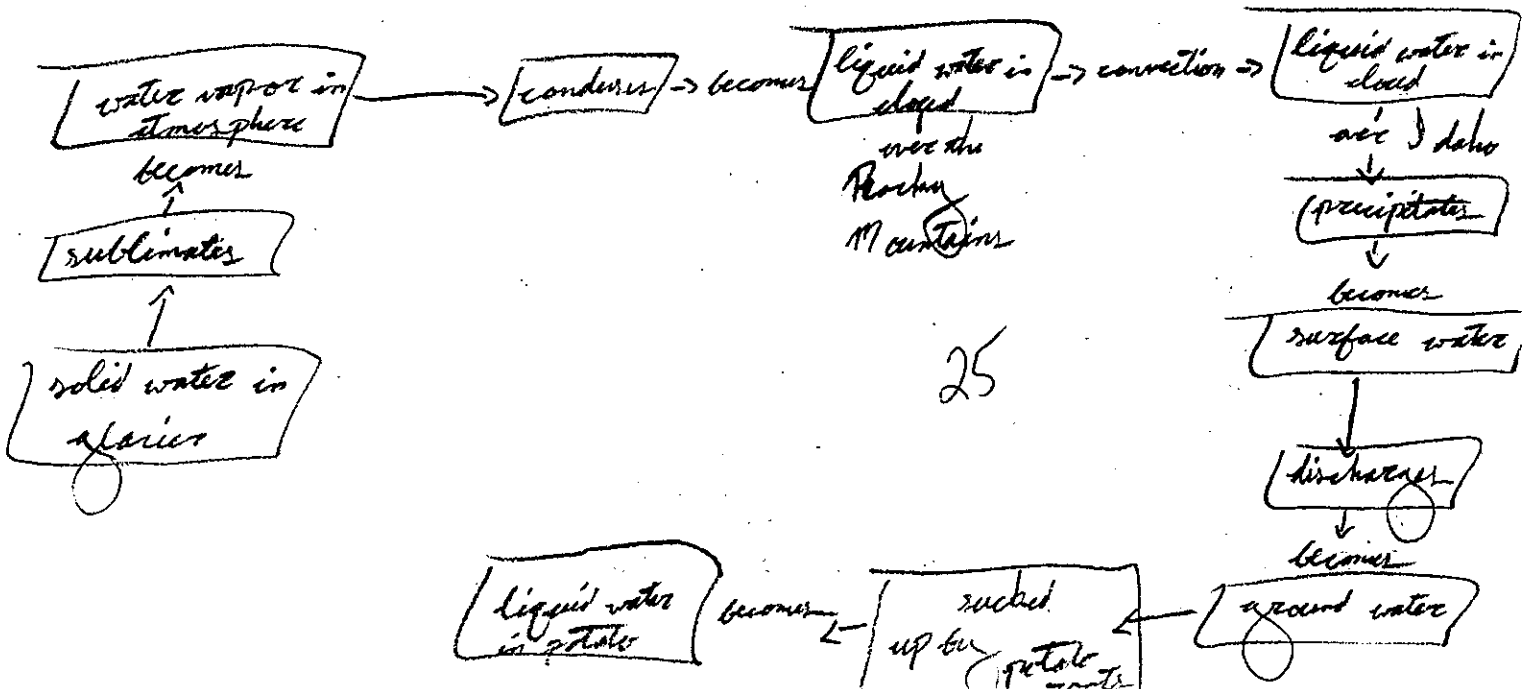 solid water in
glacier
sublimates
becomes
water vapor in
atmosphere
condenses
becomes
liquid water in
cloud
over the
Rocky
Mountains
convection
liquid water in
cloud
over Idaho
precipitates
becomes
surface water
discharges
becomes
ground water
sucked
up by
potato
roots
becomes
liquid water
in potato
25